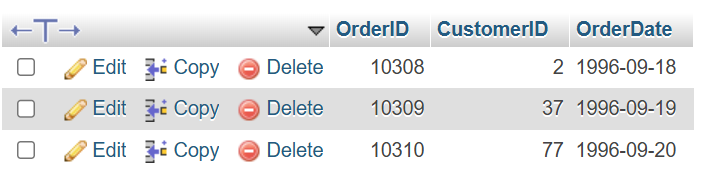 OrderID CustomerID OrderDate
Edit Copy Delete 10308 2 1996-09-18
Edit Copy Delete 10309 37 1996-09-19
Edit Copy Delete 10310 77 1996-09-20